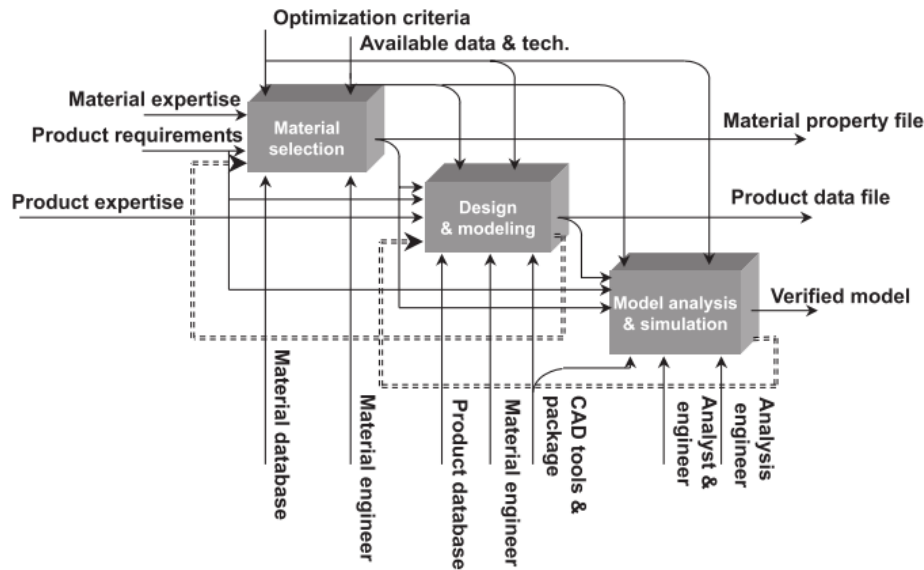 Optimization criteria
Available data & tech.
Material expertise
Product requirements
Material
selection
Material property file
Product expertise
Design
& modeling
Product data file
Model analysis
& simulation
Verified model
Material database
Material engineer
Product database
Material engineer
CAD tools &
package
Analyst &
engineer
Analysis
engineer